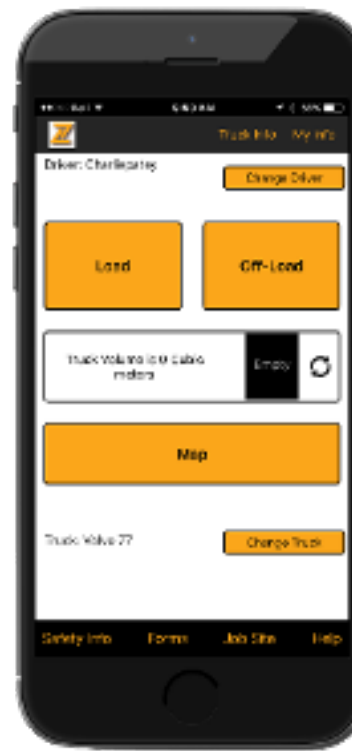 Truck Info My Info
Driver: Charliepatey
Change Driver
Load
Off-Load
Truck Volume is 0 Cubic
meters
Empty
Map
Truck: Volvo 77
Change Truck
Safety Info Forms Job Site Help